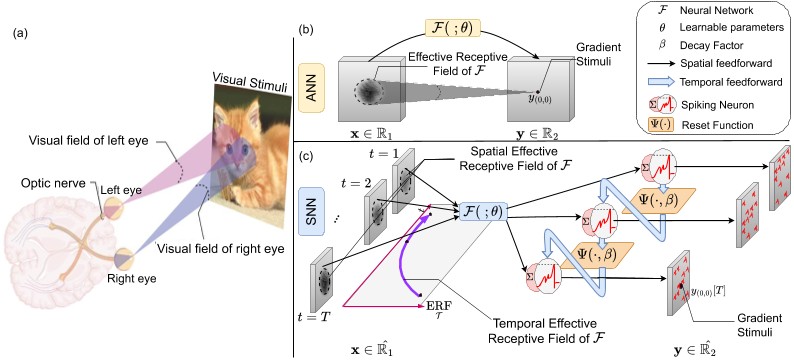 (a)
Visual Stimuli
Visual field of left eye
Optic nerve
Left eye
Visual field of right eye
Right eye
(b)
ANN
𝓕( ;θ)
Effective Receptive
Field of 𝓕
Gradient
Stimuli
y(0,0)
x ∈ ℝ₁
y ∈ ℝ₂
𝓕 Neural Network
θ Learnable parameters
β Decay Factor
Spatial feedforward
Temporal feedforward
Σ Spiking Neuron
Ψ(·) Reset Function
(c)
SNN
t = 1
t = 2
t = T
Spatial Effective
Receptive Field of 𝓕
𝓕( ;θ)
Σ
Ψ(·, β)
Σ
Ψ(·, β)
Σ
ERF
𝒯
Temporal Effective
Receptive Field of 𝓕
y(0,0)[T]
Gradient
Stimuli
x ∈ ℝ̂₁
y ∈ ℝ̂₂